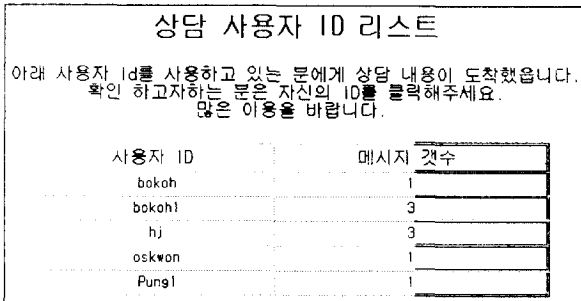 상담 사용자 ID 리스트
아래 사용자 Id를 사용하고 있는 분에게 상담 내용이 도착했읍니다.
확인 하고자하는 분은 자신의 ID를 클릭해주세요.
많은 이용을 바랍니다.
사용자 ID 메시지 갯수
bokoh 1
bokoh1 3
hj 3
oskwon 1
Pung1 1